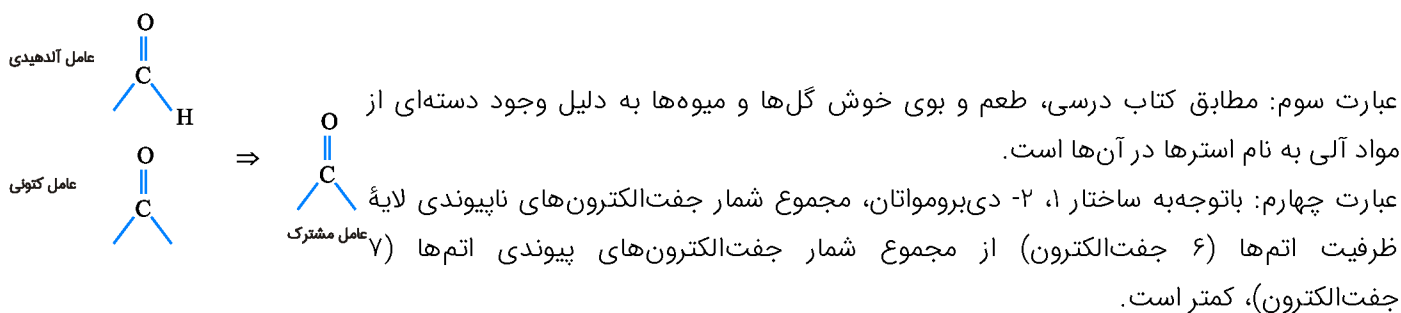 عبارت سوم: مطابق کتاب درسی، طعم و بوی خوش گل‌ها و میوه‌ها به دلیل وجود دسته‌ای از
مواد آلی به نام استرها در آن‌ها است.
عبارت چهارم: باتوجه‌به ساختار ۱، ۲- دی‌برومواتان، مجموع شمار جفت‌الکترون‌های ناپیوندی لایهٔ
ظرفیت اتم‌ها (۶ جفت‌الکترون) از مجموع شمار جفت‌الکترون‌های پیوندی اتم‌ها (۷
جفت‌الکترون)، کمتر است.
O
C
H
عامل آلدهیدی
O
C
عامل کتونی
⇒
O
C
عامل مشترک